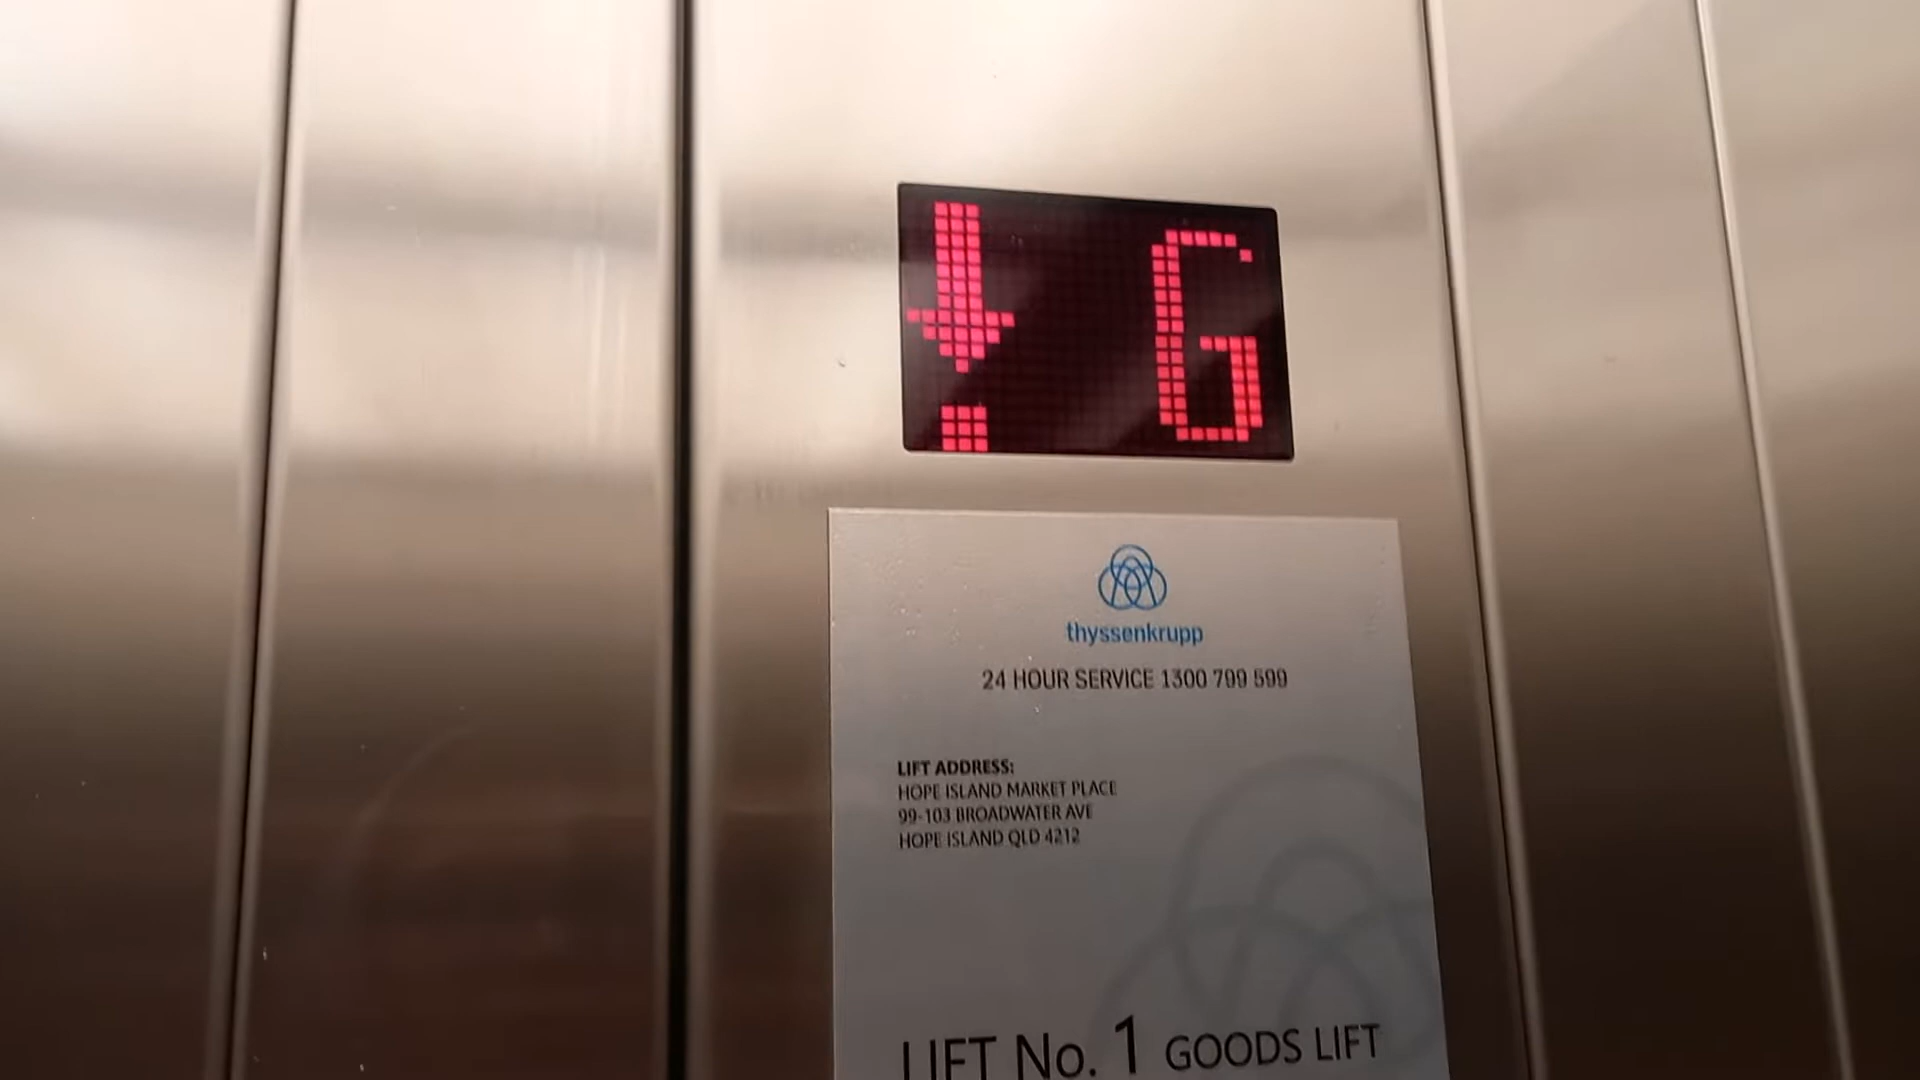 G
thyssenkrupp
24 HOUR SERVICE 1300 799 599
LIFT ADDRESS:
HOPE ISLAND MARKET PLACE
99-103 BROADWATER AVE
HOPE ISLAND QLD 4212
LIFT No. 1 GOODS LIFT